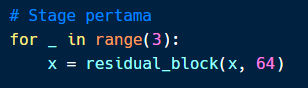 # Stage pertama
for _ in range(3):
    x = residual_block(x, 64)